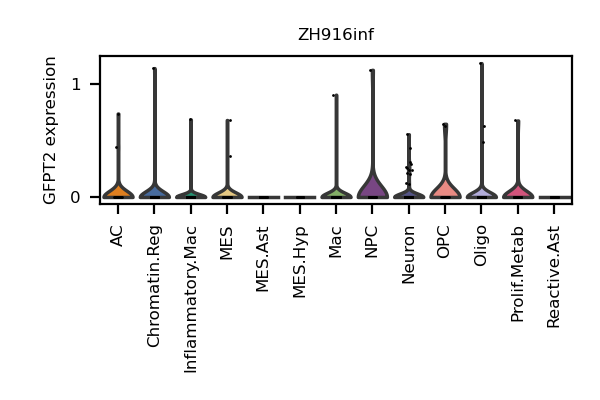 ZH916inf
GFPT2 expression
1
0
AC
Chromatin.Reg
Inflammatory.Mac
MES
MES.Ast
MES.Hyp
Mac
NPC
Neuron
OPC
Oligo
Prolif.Metab
Reactive.Ast